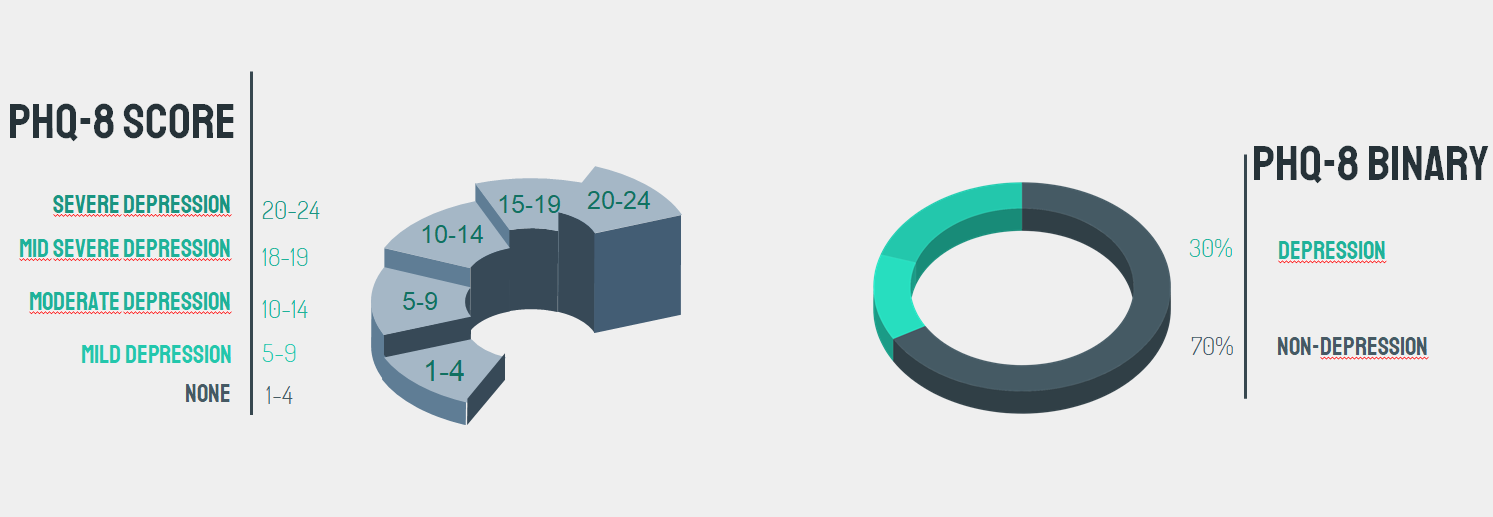 PHQ-8 SCORE
SEVERE DEPRESSION 20-24
MID SEVERE DEPRESSION 18-19
MODERATE DEPRESSION 10-14
MILD DEPRESSION 5-9
NONE 1-4
1-4
5-9
10-14
15-19
20-24
PHQ-8 BINARY
30% DEPRESSION
70% NON-DEPRESSION